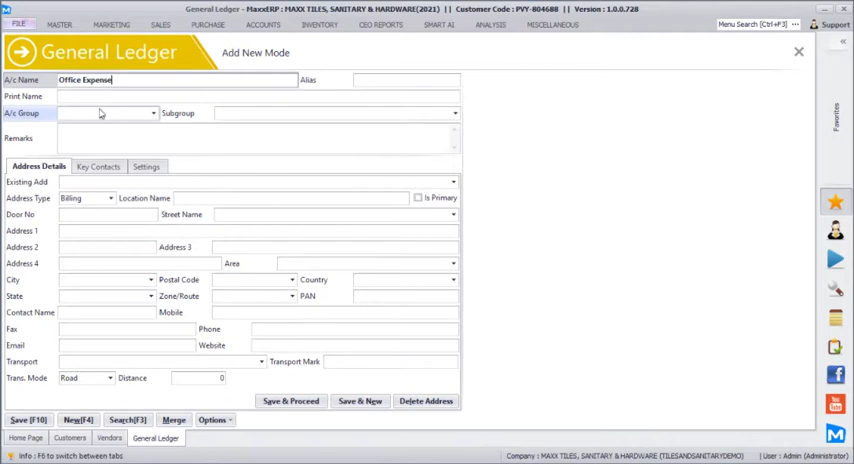 General Ledger - MaxxERP : MAXX TILES, SANITARY & HARDWARE(2021) || Customer Code : PVY-804688 || Version : 1.0.0.728
FILE MASTER MARKETING SALES PURCHASE ACCOUNTS INVENTORY CEO REPORTS SMART AI ANALYSIS MISCELLANEOUS Menu Search [Ctrl+F3] Support
General Ledger Add New Mode
A/c Name Office Expense Alias
Print Name
A/c Group Subgroup
Remarks
Favorites
Address Details Key Contacts Settings
Existing Add
Address Type Billing Location Name Is Primary
Door No Street Name
Address 1
Address 2 Address 3
Address 4 Area
City Postal Code Country
State Zone/Route PAN
Contact Name Mobile
Fax Phone
Email Website
Transport Transport Mark
Trans. Mode Road Distance 0
Save & Proceed Save & New Delete Address
Save [F10] New[F4] Search[F3] Merge Options
Home Page Customers Vendors General Ledger
Info : F6 to switch between tabs Company : MAXX TILES, SANITARY & HARDWARE (TILESANDSANITARYDEMO) User : Admin (Administrator)